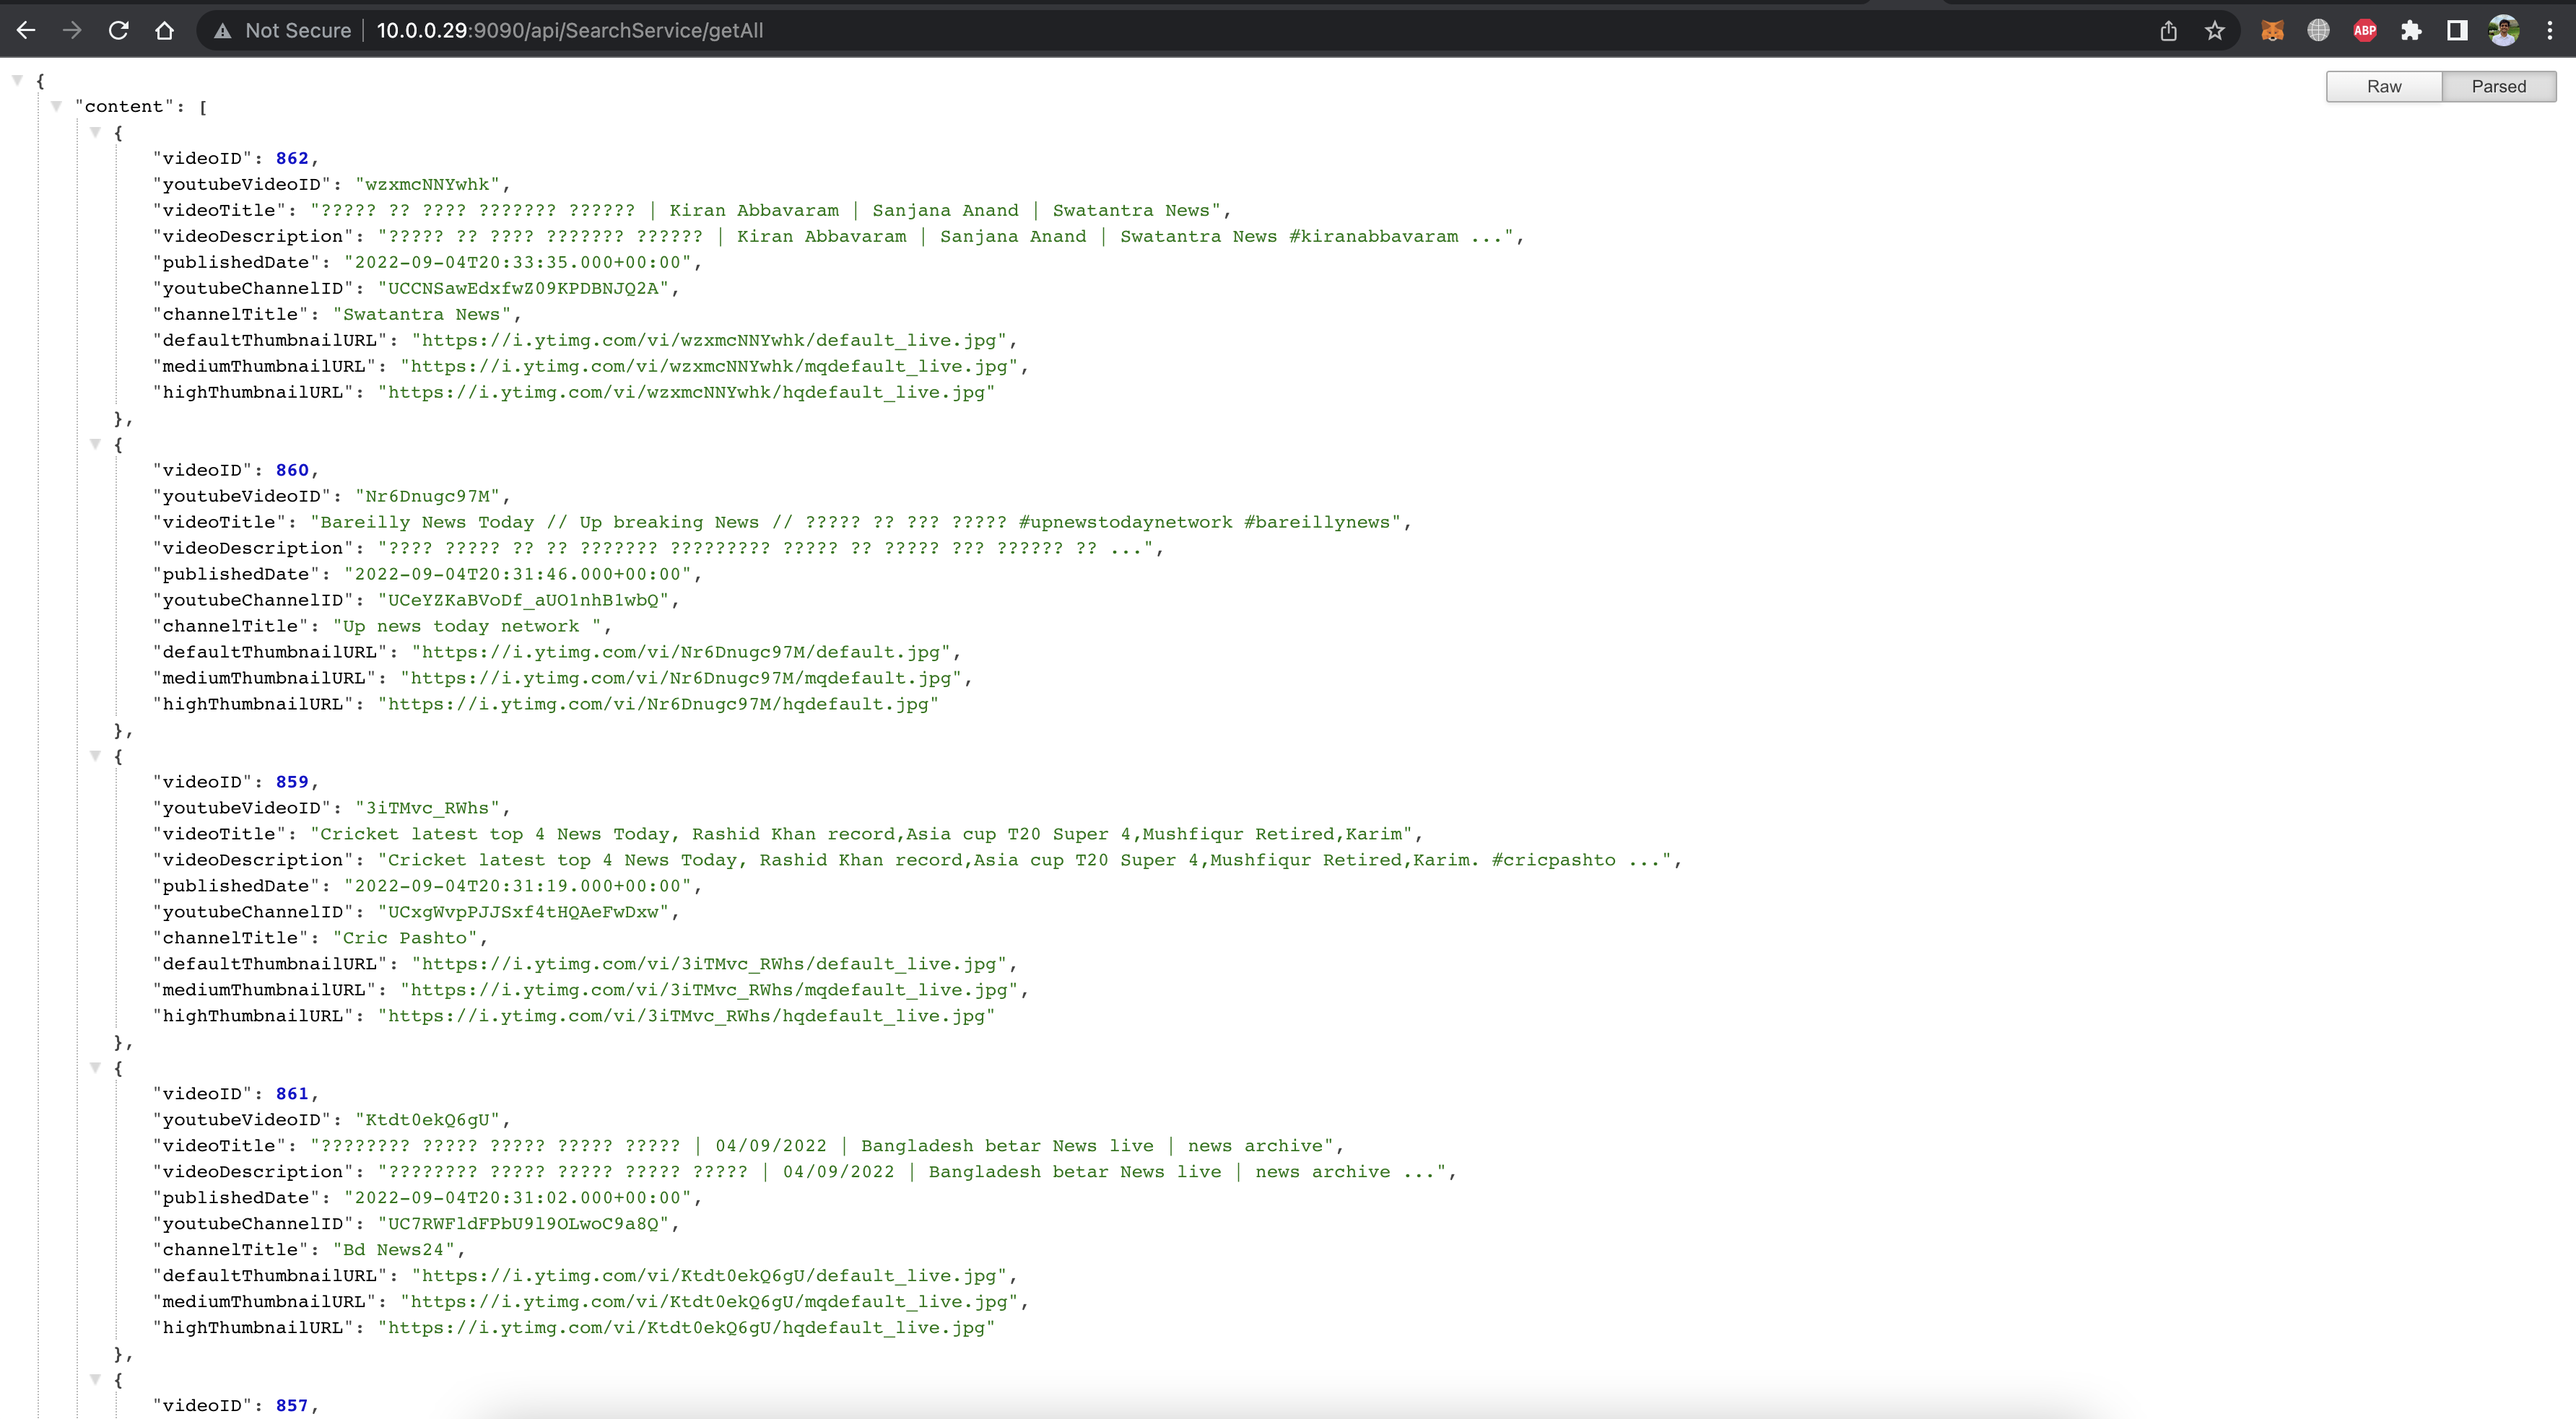 Not Secure | 10.0.0.29:9090/api/SearchService/getAll
ABP
Raw Parsed
{
"content": [
{
"videoID": 862,
"youtubeVideoID": "wzxmcNNYwhk",
"videoTitle": "????? ?? ???? ??????? ?????? | Kiran Abbavaram | Sanjana Anand | Swatantra News",
"videoDescription": "????? ?? ???? ??????? ?????? | Kiran Abbavaram | Sanjana Anand | Swatantra News #kiranabbavaram ...",
"publishedDate": "2022-09-04T20:33:35.000+00:00",
"youtubeChannelID": "UCCNSawEdxfwZ09KPDBNJQ2A",
"channelTitle": "Swatantra News",
"defaultThumbnailURL": "https://i.ytimg.com/vi/wzxmcNNYwhk/default_live.jpg",
"mediumThumbnailURL": "https://i.ytimg.com/vi/wzxmcNNYwhk/mqdefault_live.jpg",
"highThumbnailURL": "https://i.ytimg.com/vi/wzxmcNNYwhk/hqdefault_live.jpg"
},
{
"videoID": 860,
"youtubeVideoID": "Nr6Dnugc97M",
"videoTitle": "Bareilly News Today // Up breaking News // ????? ?? ??? ????? #upnewstodaynetwork #bareillynews",
"videoDescription": "???? ????? ?? ?? ??????? ????????? ????? ?? ????? ??? ?????? ?? ...",
"publishedDate": "2022-09-04T20:31:46.000+00:00",
"youtubeChannelID": "UCeYZKaBVoDf_aUO1nhB1wbQ",
"channelTitle": "Up news today network ",
"defaultThumbnailURL": "https://i.ytimg.com/vi/Nr6Dnugc97M/default.jpg",
"mediumThumbnailURL": "https://i.ytimg.com/vi/Nr6Dnugc97M/mqdefault.jpg",
"highThumbnailURL": "https://i.ytimg.com/vi/Nr6Dnugc97M/hqdefault.jpg"
},
{
"videoID": 859,
"youtubeVideoID": "3iTMvc_RWhs",
"videoTitle": "Cricket latest top 4 News Today, Rashid Khan record,Asia cup T20 Super 4,Mushfiqur Retired,Karim",
"videoDescription": "Cricket latest top 4 News Today, Rashid Khan record,Asia cup T20 Super 4,Mushfiqur Retired,Karim. #cricpashto ...",
"publishedDate": "2022-09-04T20:31:19.000+00:00",
"youtubeChannelID": "UCxgWvpPJJSxf4tHQAeFwDxw",
"channelTitle": "Cric Pashto",
"defaultThumbnailURL": "https://i.ytimg.com/vi/3iTMvc_RWhs/default_live.jpg",
"mediumThumbnailURL": "https://i.ytimg.com/vi/3iTMvc_RWhs/mqdefault_live.jpg",
"highThumbnailURL": "https://i.ytimg.com/vi/3iTMvc_RWhs/hqdefault_live.jpg"
},
{
"videoID": 861,
"youtubeVideoID": "Ktdt0ekQ6gU",
"videoTitle": "???????? ????? ????? ????? ????? | 04/09/2022 | Bangladesh betar News live | news archive",
"videoDescription": "???????? ????? ????? ????? ????? | 04/09/2022 | Bangladesh betar News live | news archive ...",
"publishedDate": "2022-09-04T20:31:02.000+00:00",
"youtubeChannelID": "UC7RWFldFPbU9l9OLwoC9a8Q",
"channelTitle": "Bd News24",
"defaultThumbnailURL": "https://i.ytimg.com/vi/Ktdt0ekQ6gU/default_live.jpg",
"mediumThumbnailURL": "https://i.ytimg.com/vi/Ktdt0ekQ6gU/mqdefault_live.jpg",
"highThumbnailURL": "https://i.ytimg.com/vi/Ktdt0ekQ6gU/hqdefault_live.jpg"
},
{
"videoID": 857,